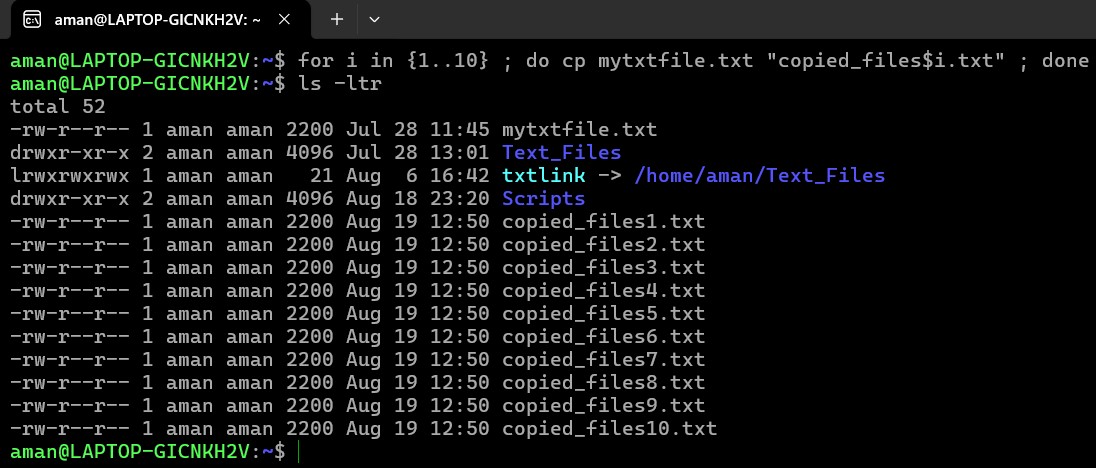 aman@LAPTOP-GICNKH2V: ~
aman@LAPTOP-GICNKH2V:~$ for i in {1..10} ; do cp mytxtfile.txt "copied_files$i.txt" ; done
aman@LAPTOP-GICNKH2V:~$ ls -ltr
total 52
-rw-r--r-- 1 aman aman 2200 Jul 28 11:45 mytxtfile.txt
drwxr-xr-x 2 aman aman 4096 Jul 28 13:01 Text_Files
lrwxrwxrwx 1 aman aman   21 Aug  6 16:42 txtlink -> /home/aman/Text_Files
drwxr-xr-x 2 aman aman 4096 Aug 18 23:20 Scripts
-rw-r--r-- 1 aman aman 2200 Aug 19 12:50 copied_files1.txt
-rw-r--r-- 1 aman aman 2200 Aug 19 12:50 copied_files2.txt
-rw-r--r-- 1 aman aman 2200 Aug 19 12:50 copied_files3.txt
-rw-r--r-- 1 aman aman 2200 Aug 19 12:50 copied_files4.txt
-rw-r--r-- 1 aman aman 2200 Aug 19 12:50 copied_files5.txt
-rw-r--r-- 1 aman aman 2200 Aug 19 12:50 copied_files6.txt
-rw-r--r-- 1 aman aman 2200 Aug 19 12:50 copied_files7.txt
-rw-r--r-- 1 aman aman 2200 Aug 19 12:50 copied_files8.txt
-rw-r--r-- 1 aman aman 2200 Aug 19 12:50 copied_files9.txt
-rw-r--r-- 1 aman aman 2200 Aug 19 12:50 copied_files10.txt
aman@LAPTOP-GICNKH2V:~$